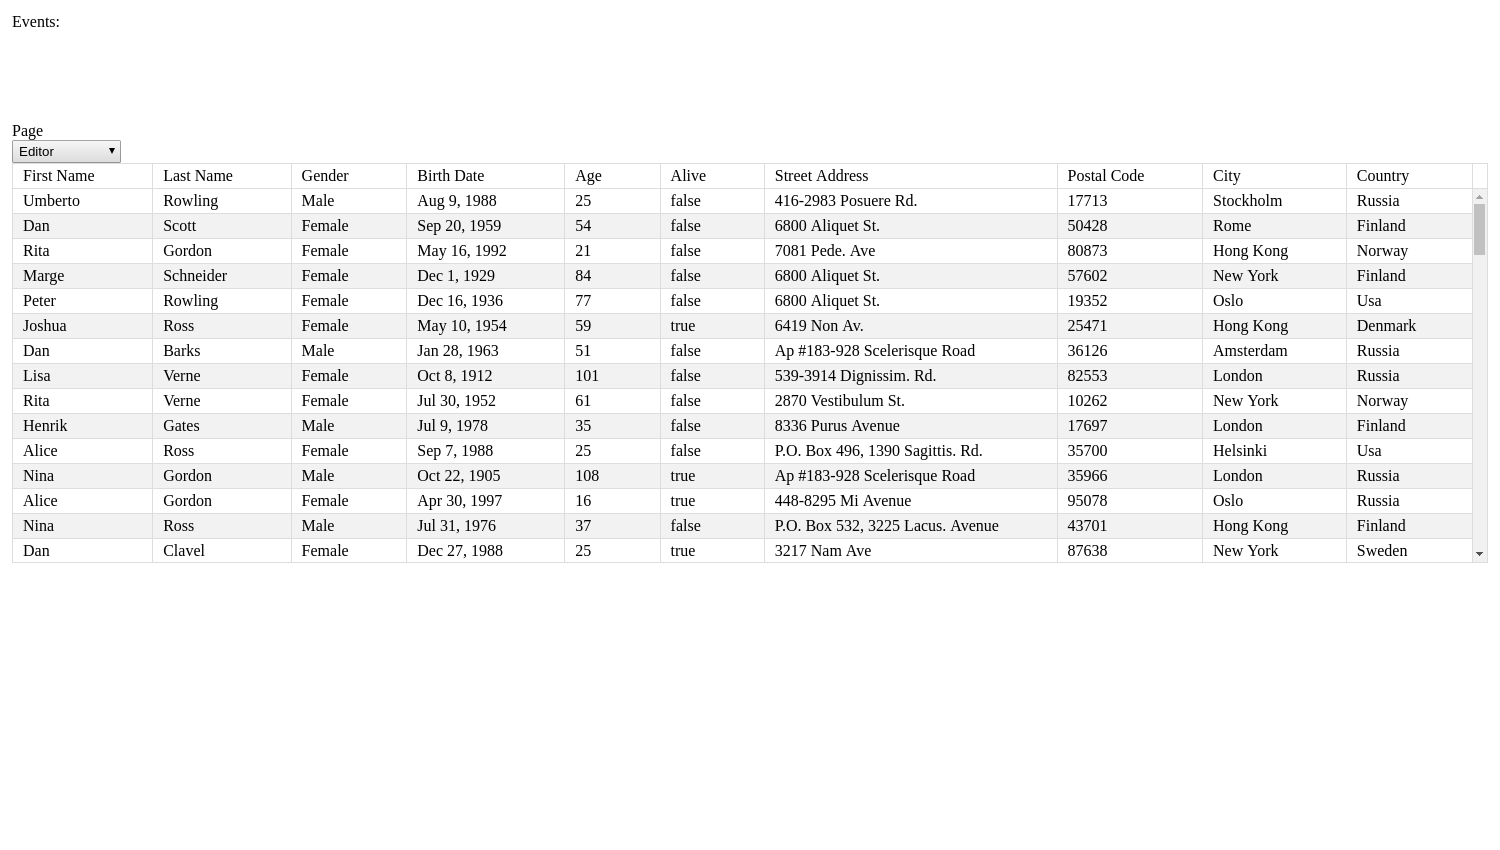 Events:
Page
Editor
First Name Last Name Gender Birth Date Age Alive Street Address Postal Code City Country
Umberto Rowling Male Aug 9, 1988 25 false 416-2983 Posuere Rd. 17713 Stockholm Russia
Dan Scott Female Sep 20, 1959 54 false 6800 Aliquet St. 50428 Rome Finland
Rita Gordon Female May 16, 1992 21 false 7081 Pede. Ave 80873 Hong Kong Norway
Marge Schneider Female Dec 1, 1929 84 false 6800 Aliquet St. 57602 New York Finland
Peter Rowling Female Dec 16, 1936 77 false 6800 Aliquet St. 19352 Oslo Usa
Joshua Ross Female May 10, 1954 59 true 6419 Non Av. 25471 Hong Kong Denmark
Dan Barks Male Jan 28, 1963 51 false Ap #183-928 Scelerisque Road 36126 Amsterdam Russia
Lisa Verne Female Oct 8, 1912 101 false 539-3914 Dignissim. Rd. 82553 London Russia
Rita Verne Female Jul 30, 1952 61 false 2870 Vestibulum St. 10262 New York Norway
Henrik Gates Male Jul 9, 1978 35 false 8336 Purus Avenue 17697 London Finland
Alice Ross Female Sep 7, 1988 25 false P.O. Box 496, 1390 Sagittis. Rd. 35700 Helsinki Usa
Nina Gordon Male Oct 22, 1905 108 true Ap #183-928 Scelerisque Road 35966 London Russia
Alice Gordon Female Apr 30, 1997 16 true 448-8295 Mi Avenue 95078 Oslo Russia
Nina Ross Male Jul 31, 1976 37 false P.O. Box 532, 3225 Lacus. Avenue 43701 Hong Kong Finland
Dan Clavel Female Dec 27, 1988 25 true 3217 Nam Ave 87638 New York Sweden